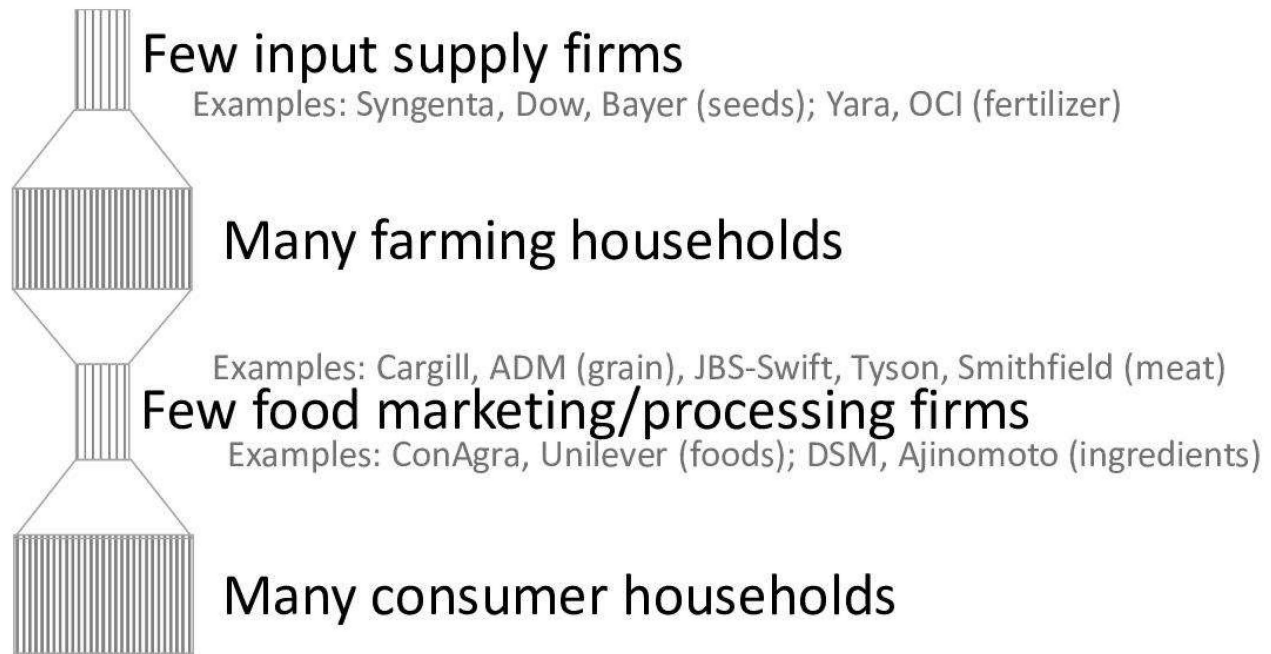 Few input supply firms
Examples: Syngenta, Dow, Bayer (seeds); Yara, OCI (fertilizer)
Many farming households
Examples: Cargill, ADM (grain), JBS-Swift, Tyson, Smithfield (meat)
Few food marketing/processing firms
Examples: ConAgra, Unilever (foods); DSM, Ajinomoto (ingredients)
Many consumer households